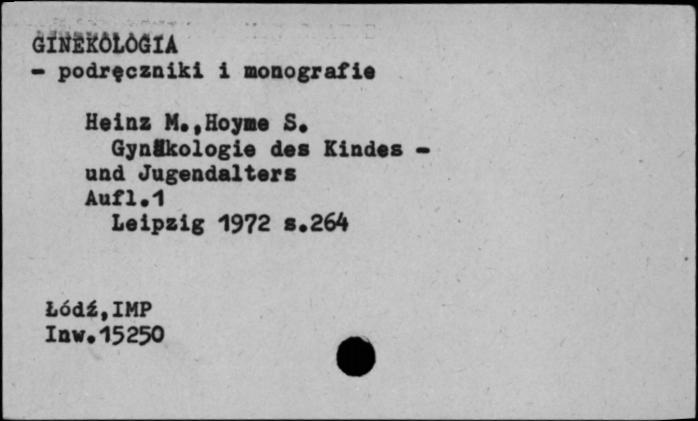 GINEKOLOGIA
- podręczniki i monografie
Heinz M.,Hoyme S.
Gynäkologie des Kindes -
und Jugendalters
Aufl.1
Leipzig 1972 s.264
Łódź,IMP
Inw.15250